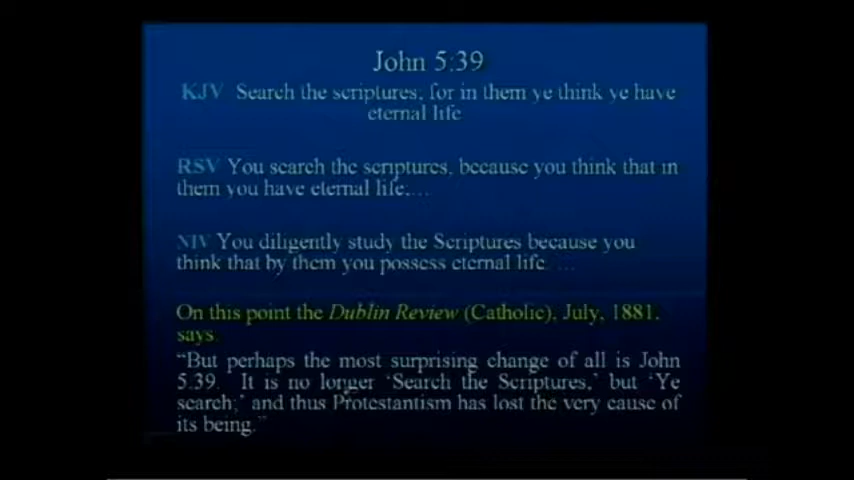 John 5:39
KJV Search the scriptures; for in them ye think ye have
eternal life
RSV You search the scriptures, because you think that in
them you have eternal life;...
NIV You diligently study the Scriptures because you
think that by them you possess eternal life. ...
On this point the Dublin Review (Catholic), July, 1881,
says:
"But perhaps the most surprising change of all is John
5.39. It is no longer 'Search the Scriptures,' but 'Ye
search;' and thus Protestantism has lost the very cause of
its being."